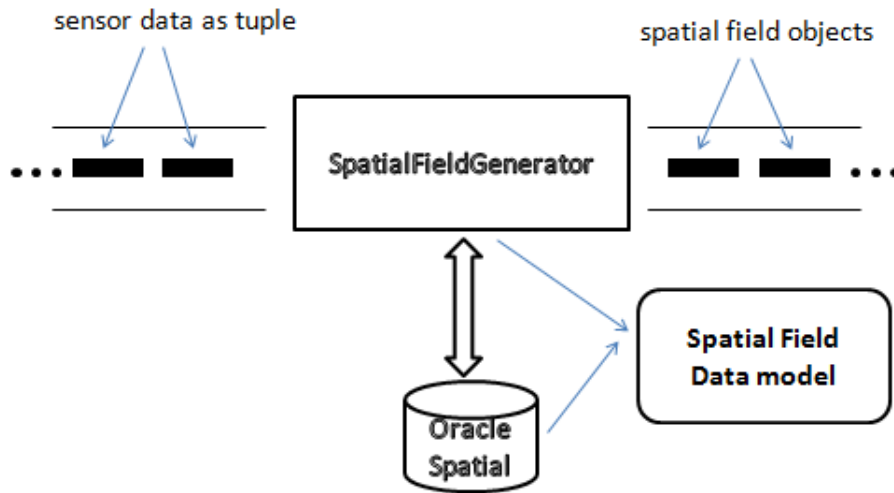 sensor data as tuple
spatial field objects
SpatialFieldGenerator
Spatial Field
Data model
Oracle
Spatial